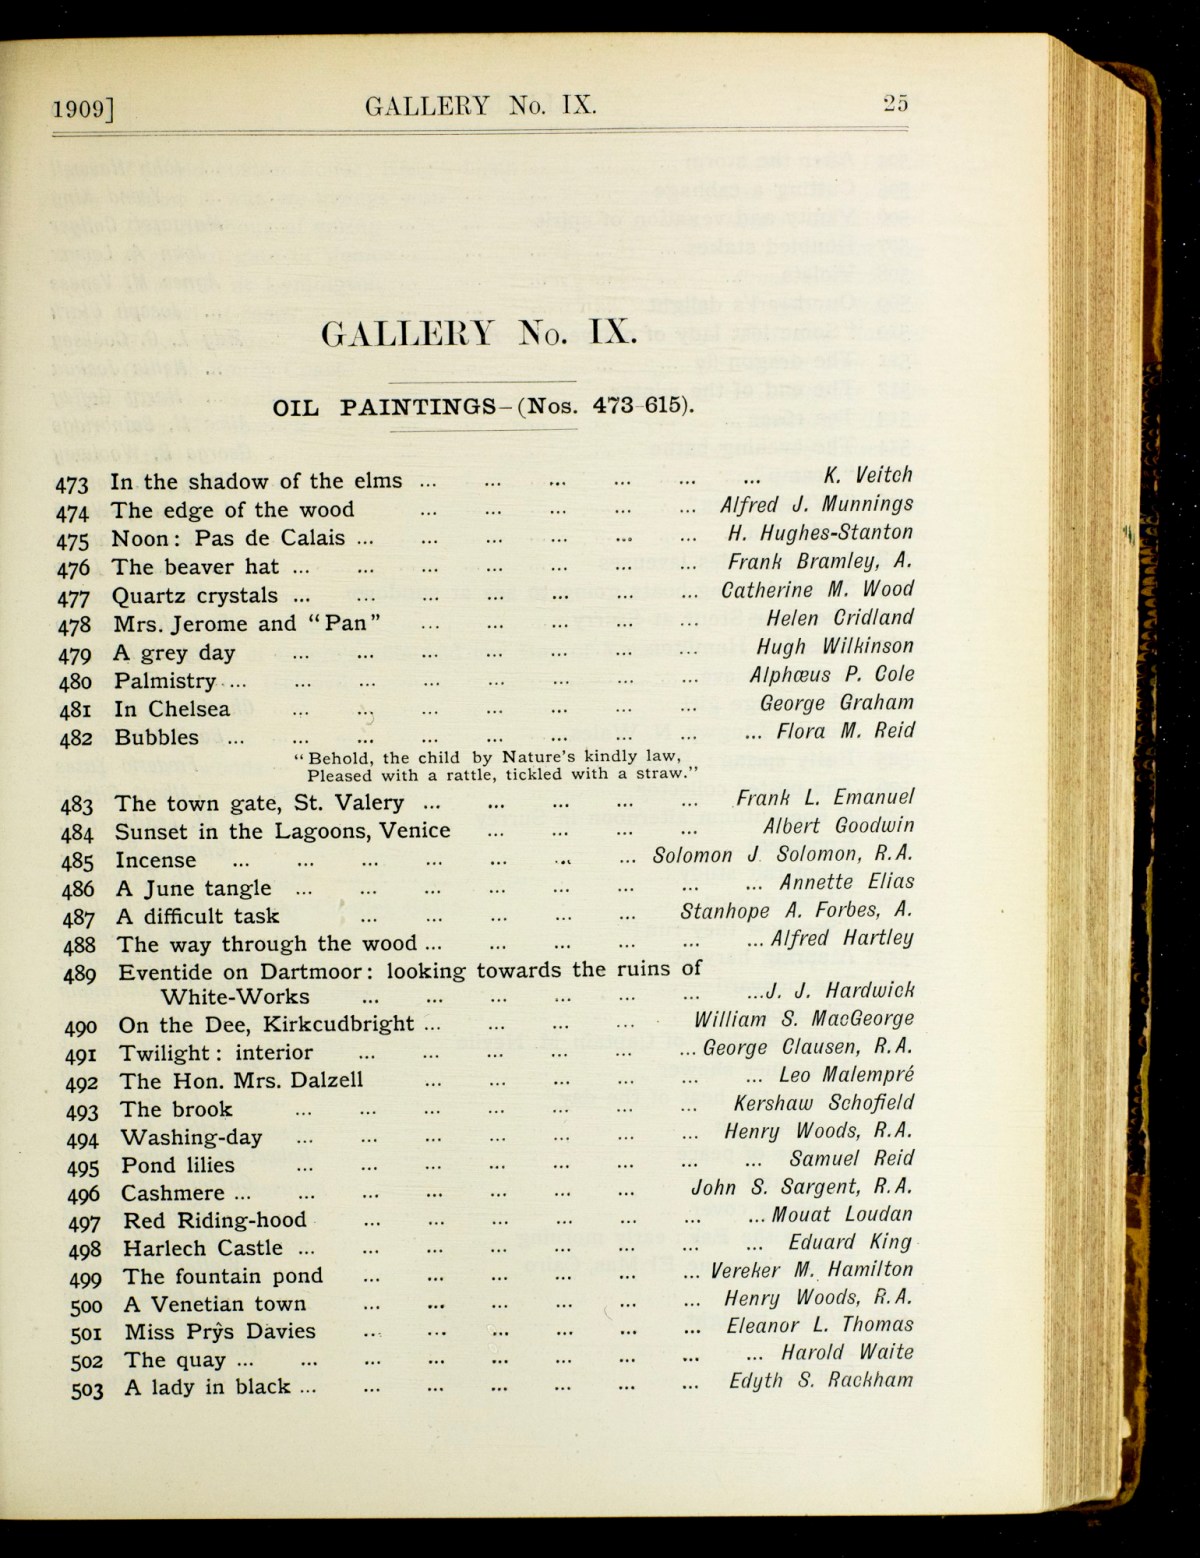 1909] GALLERY No. IX. 25
GALLERY No. IX.
OIL PAINTINGS—(Nos. 473-615).
473 In the shadow of the elms ... ... ... ... ... ... K. Veitch
474 The edge of the wood ... ... ... ... ... Alfred J. Munnings
475 Noon: Pas de Calais ... ... ... ... ... ... H. Hughes-Stanton
476 The beaver hat ... ... ... ... ... ... ... Frank Bramley, A.
477 Quartz crystals ... ... ... ... ... ... ... Catherine M. Wood
478 Mrs. Jerome and "Pan" ... ... ... ... ... Helen Cridland
479 A grey day ... ... ... ... ... ... ... Hugh Wilkinson
480 Palmistry ... ... ... ... ... ... ... ... Alphœus P. Cole
481 In Chelsea ... ... ... ... ... ... ... George Graham
482 Bubbles ... ... ... ... ... ... ... ... ... Flora M. Reid
"Behold, the child by Nature's kindly law,
Pleased with a rattle, tickled with a straw."
483 The town gate, St. Valery ... ... ... ... ... Frank L. Emanuel
484 Sunset in the Lagoons, Venice ... ... ... ... Albert Goodwin
485 Incense ... ... ... ... ... ... ... Solomon J. Solomon, R.A.
486 A June tangle ... ... ... ... ... ... ... ... Annette Elias
487 A difficult task ... ... ... ... ... Stanhope A. Forbes, A.
488 The way through the wood ... ... ... ... ... ... Alfred Hartley
489 Eventide on Dartmoor: looking towards the ruins of
White-Works ... ... ... ... ... ... ... J. J. Hardwick
490 On the Dee, Kirkcudbright ... ... ... ... William S. MacGeorge
491 Twilight: interior ... ... ... ... ... ... George Clausen, R.A.
492 The Hon. Mrs. Dalzell ... ... ... ... ... ... Leo Malempré
493 The brook ... ... ... ... ... ... ... Kershaw Schofield
494 Washing-day ... ... ... ... ... ... ... Henry Woods, R.A.
495 Pond lilies ... ... ... ... ... ... ... ... Samuel Reid
496 Cashmere ... ... ... ... ... ... ... John S. Sargent, R.A.
497 Red Riding-hood ... ... ... ... ... ... ... Mouat Loudan
498 Harlech Castle ... ... ... ... ... ... ... ... Eduard King
499 The fountain pond ... ... ... ... ... ... Vereker M. Hamilton
500 A Venetian town ... ... ... ... ... ... Henry Woods, R.A.
501 Miss Prŷs Davies ... ... ... ... ... ... Eleanor L. Thomas
502 The quay ... ... ... ... ... ... ... ... ... Harold Waite
503 A lady in black ... ... ... ... ... ... ... Edyth S. Rackham